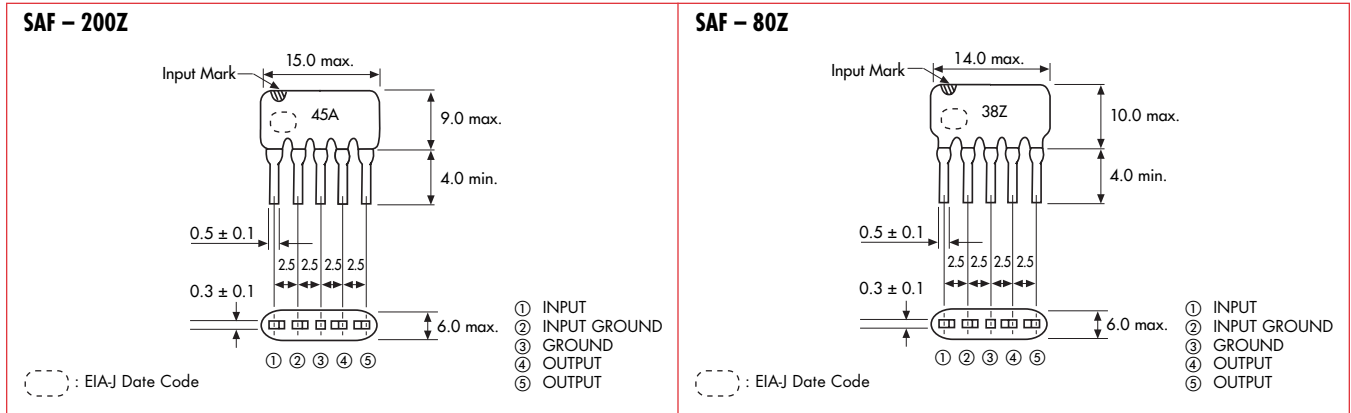 SAF – 200Z
Input Mark
15.0 max.
45A
9.0 max.
4.0 min.
0.5 ± 0.1
2.5 2.5 2.5 2.5
0.3 ± 0.1
6.0 max.
① ② ③ ④ ⑤
① INPUT
② INPUT GROUND
③ GROUND
④ OUTPUT
⑤ OUTPUT
: EIA-J Date Code
SAF – 80Z
Input Mark
14.0 max.
38Z
10.0 max.
4.0 min.
0.5 ± 0.1
2.5 2.5 2.5 2.5
0.3 ± 0.1
6.0 max.
① ② ③ ④ ⑤
① INPUT
② INPUT GROUND
③ GROUND
④ OUTPUT
⑤ OUTPUT
: EIA-J Date Code